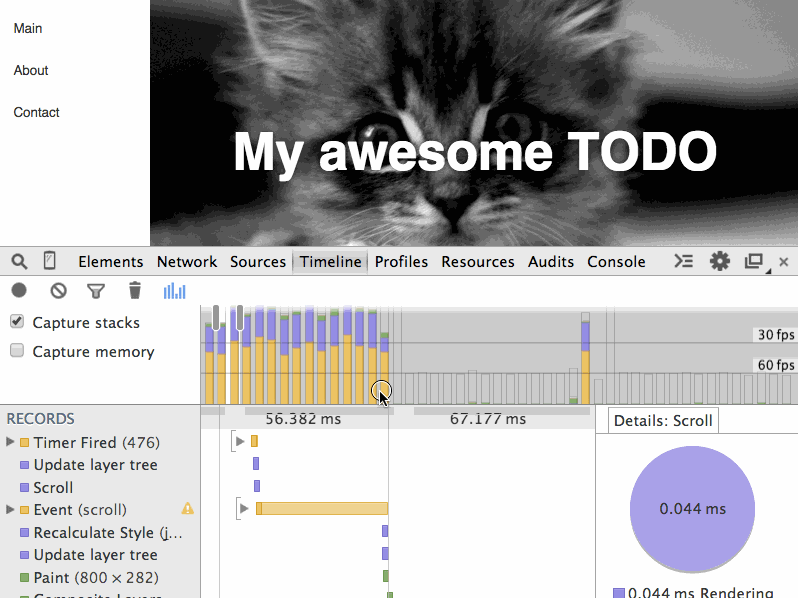 Main
About
Contact
My awesome TODO
Elements Network Sources Timeline Profiles Resources Audits Console
Capture stacks
Capture memory
30 fps
60 fps
RECORDS
56.382 ms 67.177 ms
Details: Scroll
Timer Fired (476)
Update layer tree
Scroll
Event (scroll)
Recalculate Style (j...
Update layer tree
Paint (800 × 282)
Composite Layers
0.044 ms
0.044 ms Rendering